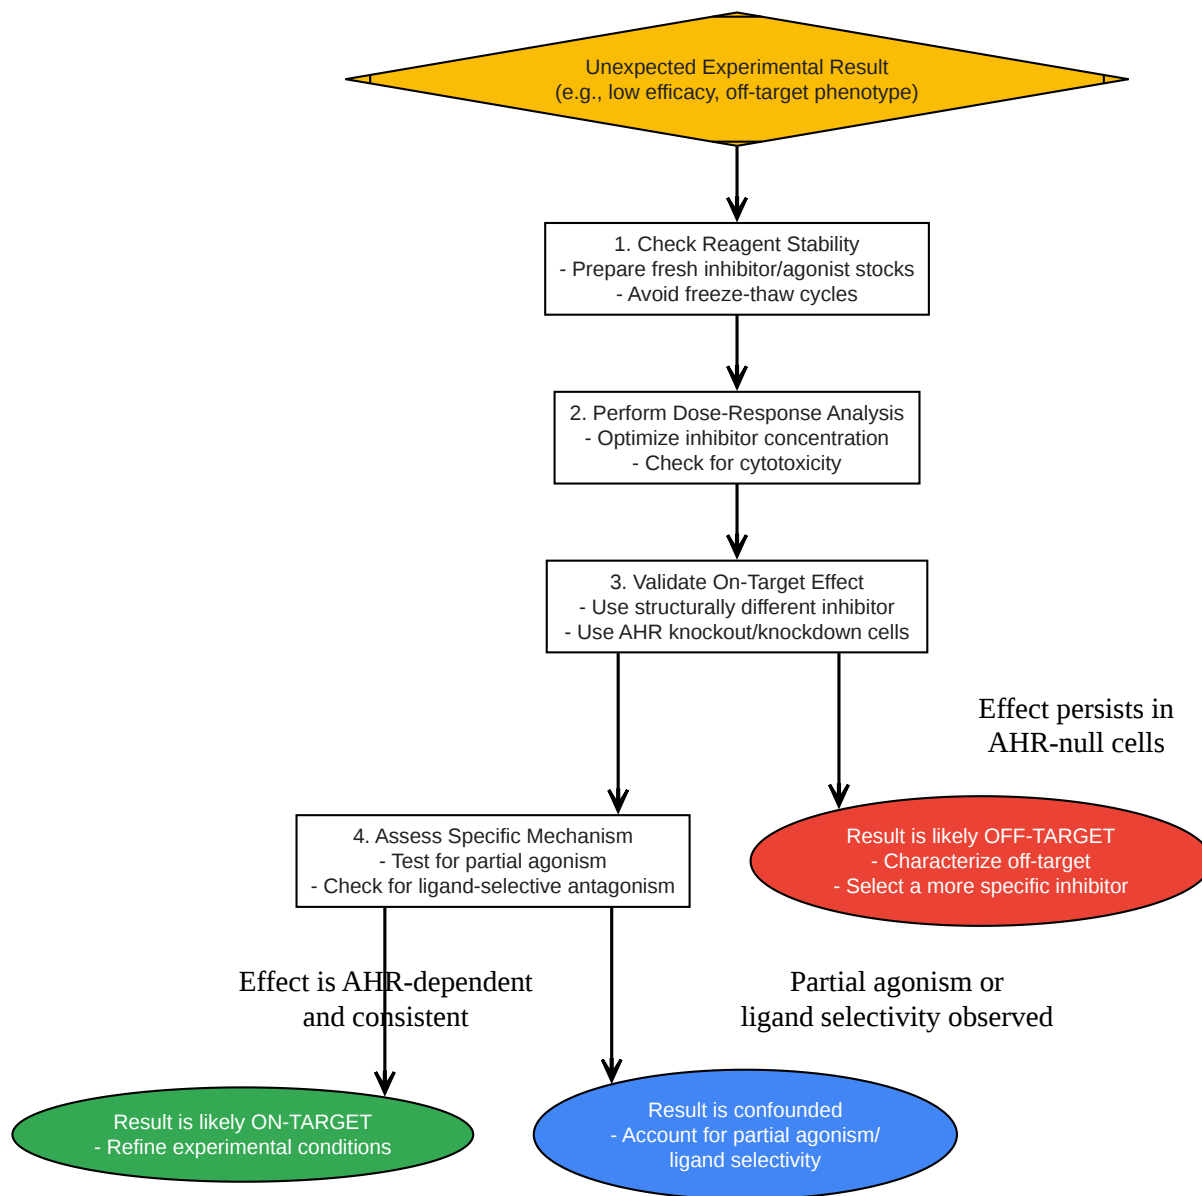 Unexpected Experimental Result
(e.g., low efficacy, off-target phenotype)
1. Check Reagent Stability
- Prepare fresh inhibitor/agonist stocks
- Avoid freeze-thaw cycles
2. Perform Dose-Response Analysis
- Optimize inhibitor concentration
- Check for cytotoxicity
3. Validate On-Target Effect
- Use structurally different inhibitor
- Use AHR knockout/knockdown cells
Effect persists in
AHR-null cells
4. Assess Specific Mechanism
- Test for partial agonism
- Check for ligand-selective antagonism
Result is likely OFF-TARGET
- Characterize off-target
- Select a more specific inhibitor
Effect is AHR-dependent
and consistent
Partial agonism or
ligand selectivity observed
Result is likely ON-TARGET
- Refine experimental conditions
Result is confounded
- Account for partial agonism/
ligand selectivity